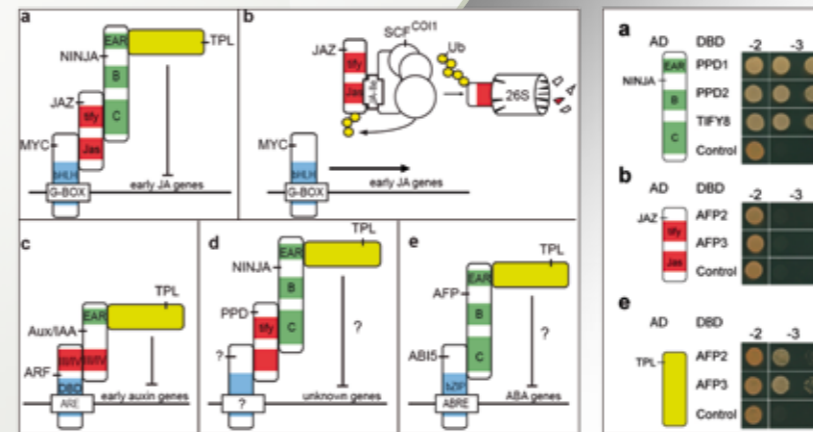 a
EAR
TPL
NINJA
B
JAZ
tify
C
MYC
Jas
bHLH
G-BOX
early JA genes
b
SCF COI1
JAZ
tify
Ub
Jas
JA-Ile
26S
MYC
bHLH
G-BOX
early JA genes
c
TPL
EAR
Aux/IAA
III/IV
III/IV
ARF
DBD
ARE
early auxin genes
d
TPL
EAR
NINJA
B
PPD
tify
C
?
?
?
unknown genes
e
TPL
EAR
AFP
B
?
ABI5
C
bZIP
ABRE
ABA genes
a
AD
DBD
-2
-3
EAR
PPD1
NINJA
B
PPD2
TIFY8
C
Control
b
AD
DBD
-2
-3
JAZ
AFP2
tify
AFP3
Jas
Control
e
AD
DBD
-2
-3
TPL
AFP2
AFP3
Control